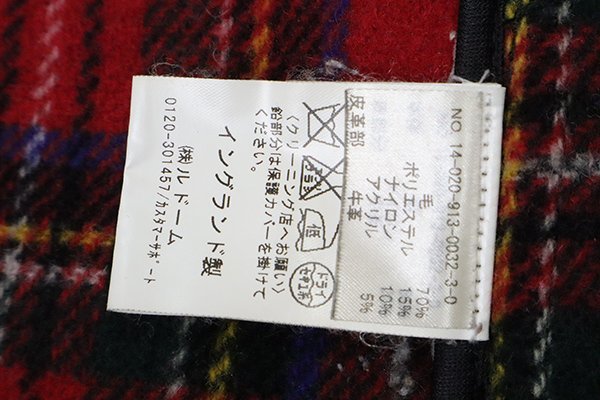 NO 14-070-913-0032-3-0
毛 70%
ポリエステル 15%
ナイロン 10%
アクリル 5%
皮革部 牛革
低
ドライ
セキユ系
〈クリーニング店へお願い〉
鉛部分は保護カバーを掛けて
ください。
イングランド製
㈱ルドーム
0120-301457/カスタマーサポート